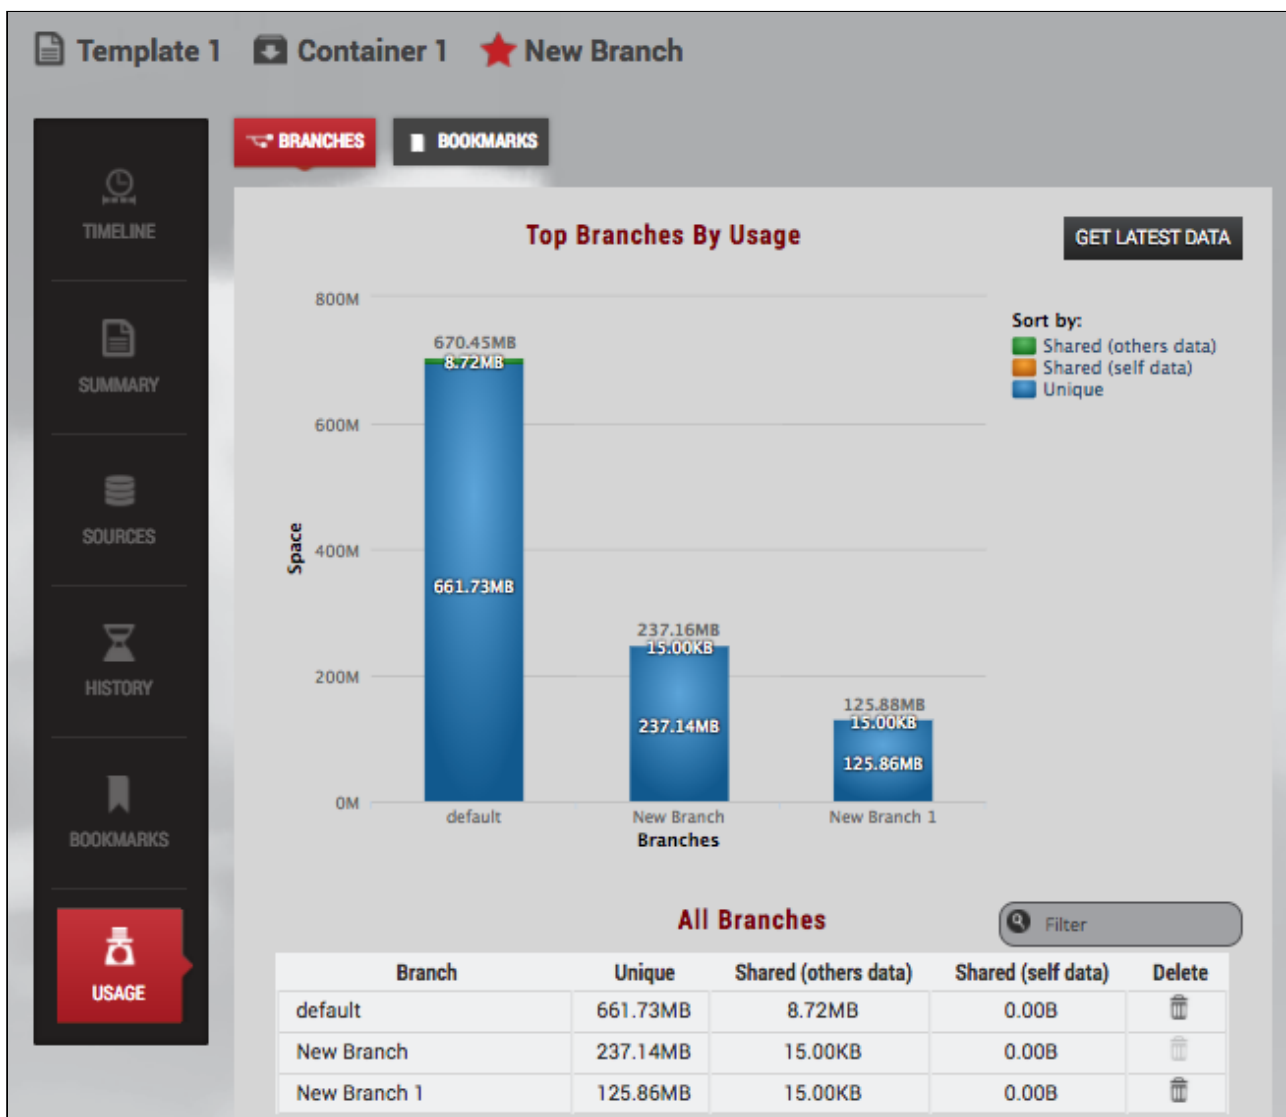 Template 1 Container 1 New Branch
BRANCHES BOOKMARKS
TIMELINE
SUMMARY
SOURCES
HISTORY
BOOKMARKS
USAGE
Top Branches By Usage
GET LATEST DATA
Sort by:
Shared (others data)
Shared (self data)
Unique
800M
600M
400M
200M
0M
Space
670.45MB
8.72MB
661.73MB
237.16MB
15.00KB
237.14MB
125.88MB
15.00KB
125.86MB
default New Branch New Branch 1
Branches
All Branches
Filter
Branch Unique Shared (others data) Shared (self data) Delete
default 661.73MB 8.72MB 0.00B
New Branch 237.14MB 15.00KB 0.00B
New Branch 1 125.86MB 15.00KB 0.00B